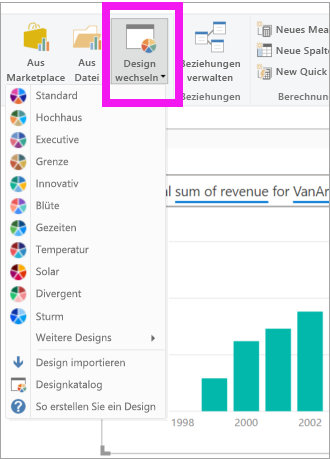 Aus Marketplace
Aus Datei
Design wechseln
Beziehungen verwalten
Neues Mea
Neue Spalte
New Quick
Beziehungen
Berechnun
Standard
Hochhaus
Executive
Grenze
Innovativ
Blüte
Gezeiten
Temperatur
Solar
Divergent
Sturm
Weitere Designs
Design importieren
Designkatalog
So erstellen Sie ein Design
al sum of revenue for VanAr
1998 2000 2002